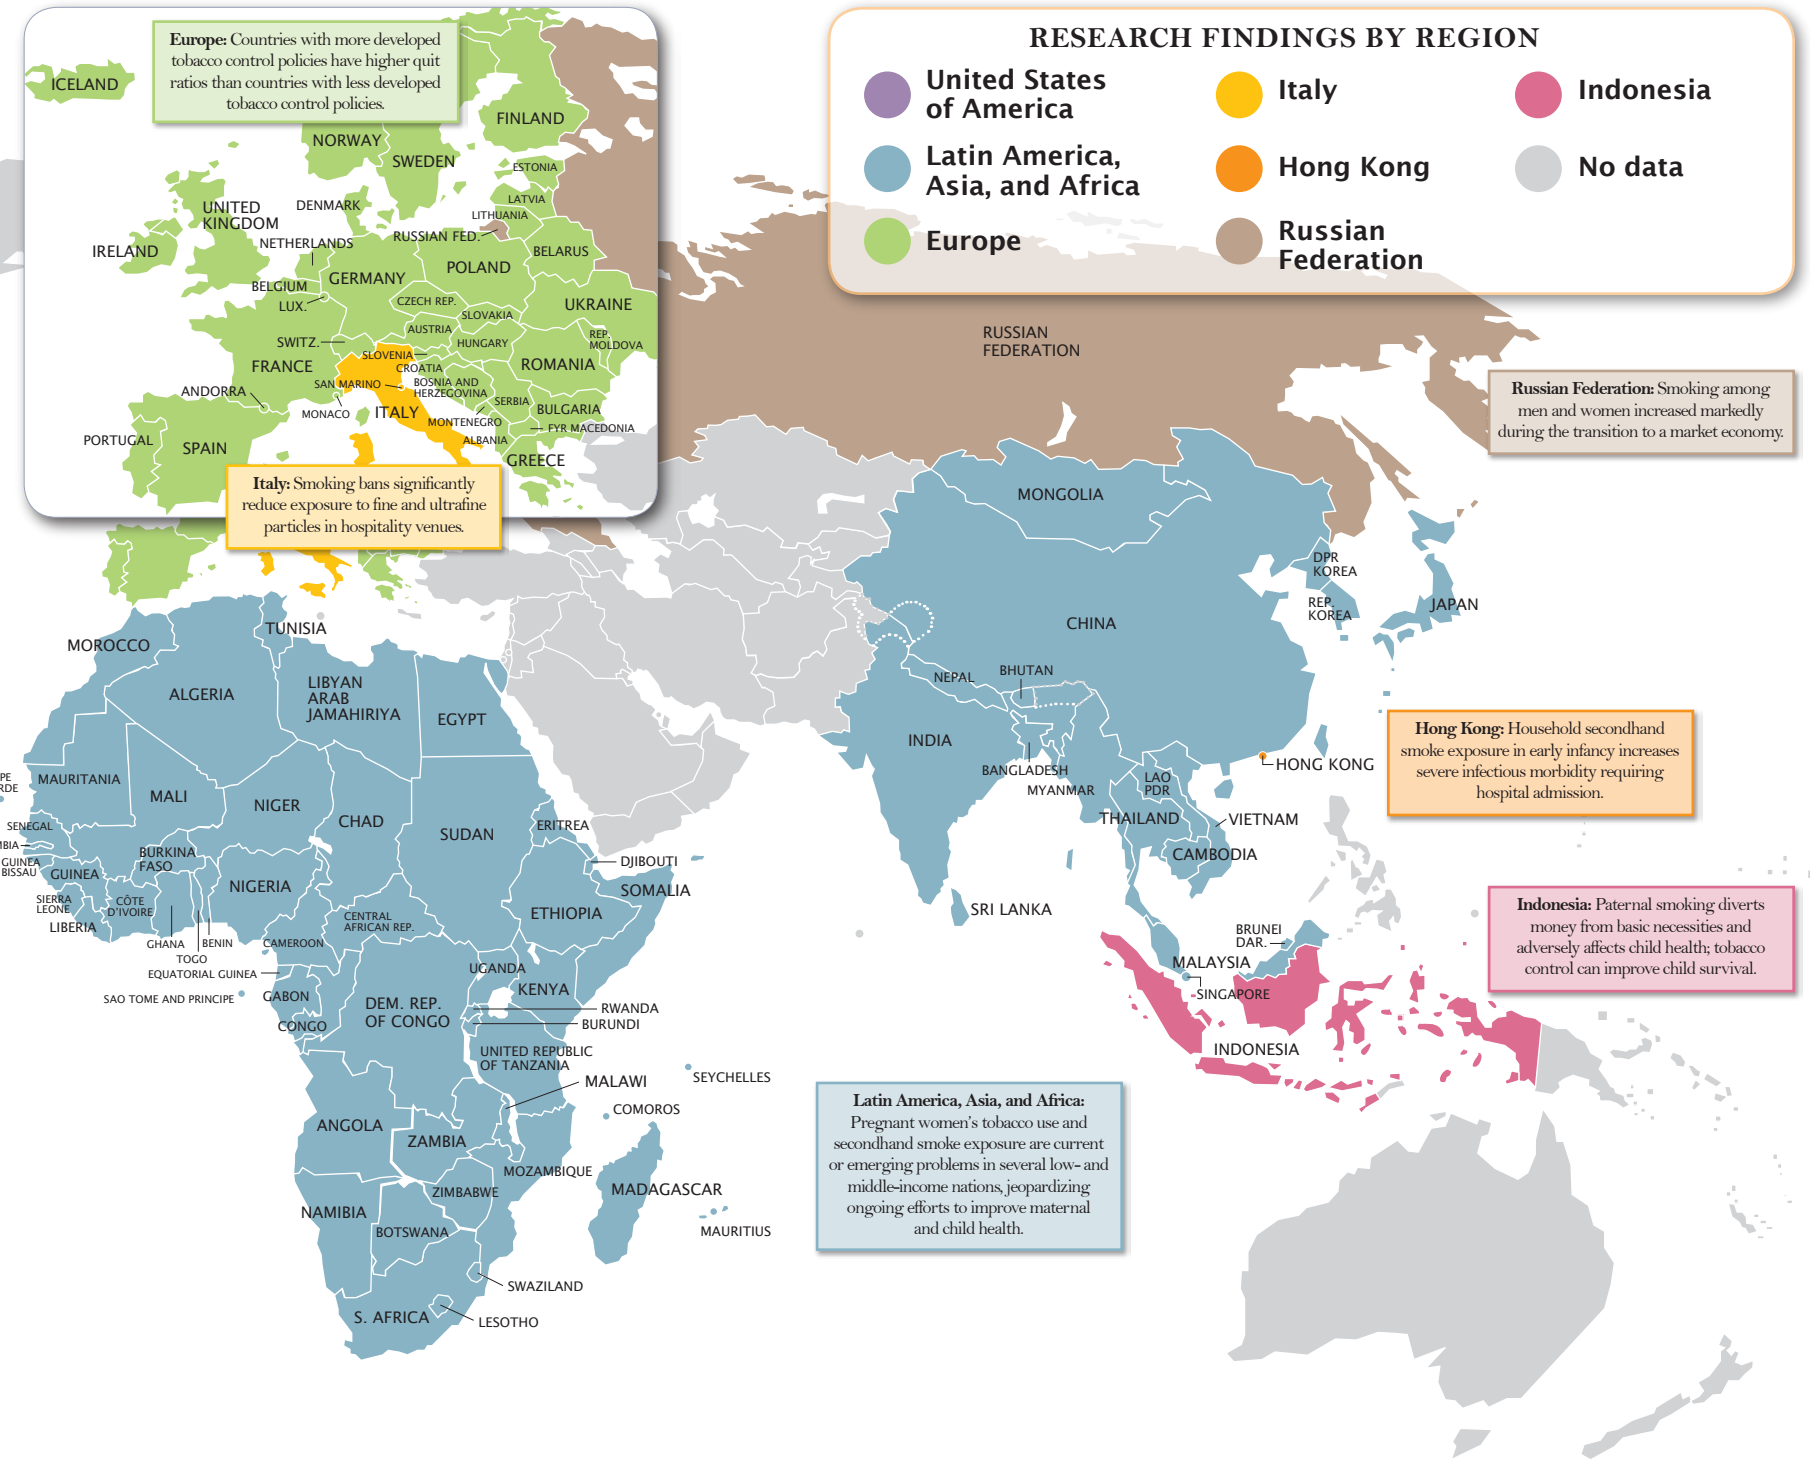 RESEARCH FINDINGS BY REGION
United States
of America
Latin America,
Asia, and Africa
Europe
Italy
Hong Kong
Russian
Federation
Indonesia
No data
Europe: Countries with more developed
tobacco control policies have higher quit
ratios than countries with less developed
tobacco control policies.
ICELAND
FINLAND
NORWAY
SWEDEN
ESTONIA
LATVIA
LITHUANIA
DENMARK
UNITED
KINGDOM
RUSSIAN FED.
NETHERLANDS
IRELAND
BELARUS
POLAND
GERMANY
BELGIUM
LUX.
CZECH REP.
UKRAINE
SLOVAKIA
AUSTRIA
HUNGARY
REP.
MOLDOVA
SWITZ.
SLOVENIA
FRANCE
CROATIA
ROMANIA
SAN MARINO
BOSNIA AND
HERZEGOVINA
ANDORRA
SERBIA
MONACO
ITALY
BULGARIA
MONTENEGRO
FYR MACEDONIA
PORTUGAL
SPAIN
ALBANIA
GREECE
Italy: Smoking bans significantly
reduce exposure to fine and ultrafine
particles in hospitality venues.
RUSSIAN
FEDERATION
Russian Federation: Smoking among
men and women increased markedly
during the transition to a market economy.
MONGOLIA
DPR
KOREA
REP.
KOREA
JAPAN
CHINA
NEPAL
BHUTAN
INDIA
BANGLADESH
MYANMAR
LAO
PDR
HONG KONG
THAILAND
VIETNAM
CAMBODIA
SRI LANKA
BRUNEI
DAR.
MALAYSIA
SINGAPORE
INDONESIA
Hong Kong: Household secondhand
smoke exposure in early infancy increases
severe infectious morbidity requiring
hospital admission.
Indonesia: Paternal smoking diverts
money from basic necessities and
adversely affects child health; tobacco
control can improve child survival.
Latin America, Asia, and Africa:
Pregnant women's tobacco use and
secondhand smoke exposure are current
or emerging problems in several low- and
middle-income nations, jeopardizing
ongoing efforts to improve maternal
and child health.
TUNISIA
MOROCCO
ALGERIA
LIBYAN
ARAB
JAMAHIRIYA
EGYPT
PE
RDE
MAURITANIA
MALI
NIGER
CHAD
SUDAN
ERITREA
SENEGAL
MBIA
GUINEA
BISSAU
GUINEA
BURKINA
FASO
DJIBOUTI
NIGERIA
SOMALIA
SIERRA
LEONE
CÔTE
D'IVOIRE
LIBERIA
ETHIOPIA
CENTRAL
AFRICAN REP.
GHANA
BENIN
TOGO
CAMEROON
EQUATORIAL GUINEA
UGANDA
KENYA
SAO TOME AND PRINCIPE
GABON
DEM. REP.
OF CONGO
CONGO
RWANDA
BURUNDI
UNITED REPUBLIC
OF TANZANIA
MALAWI
SEYCHELLES
COMOROS
ANGOLA
ZAMBIA
MOZAMBIQUE
ZIMBABWE
MADAGASCAR
NAMIBIA
BOTSWANA
MAURITIUS
SWAZILAND
S. AFRICA
LESOTHO